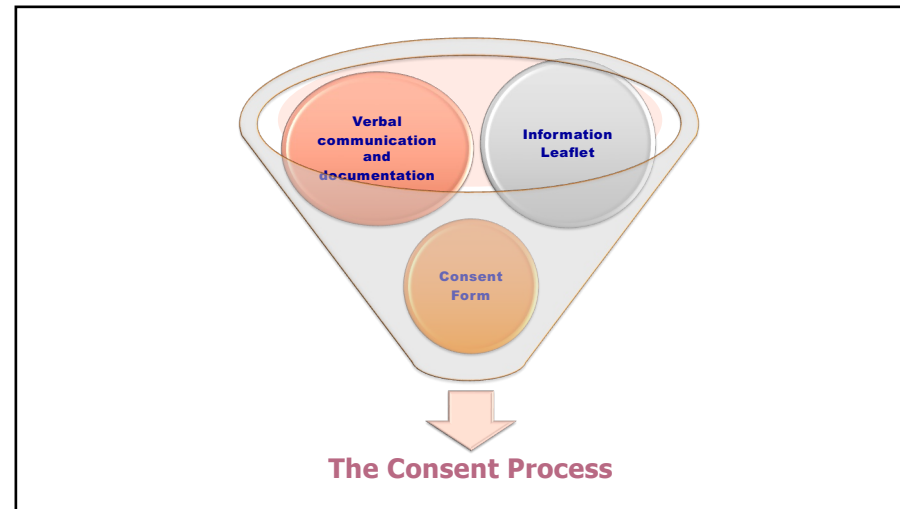 Verbal
communication
and
documentation
Information
Leaflet
Consent
Form
The Consent Process